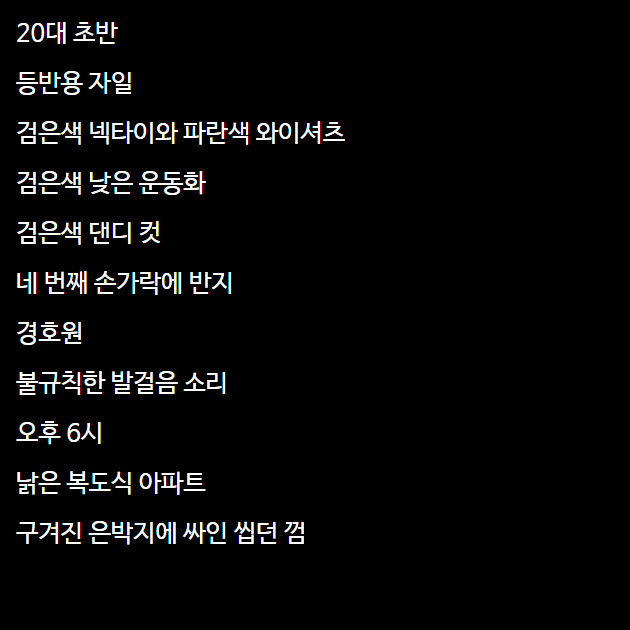 20대 초반
등반용 자일
검은색 넥타이와 파란색 와이셔츠
검은색 낮은 운동화
검은색 댄디 컷
네 번째 손가락에 반지
경호원
불규칙한 발걸음 소리
오후 6시
낡은 복도식 아파트
구겨진 은박지에 싸인 씹던 껌